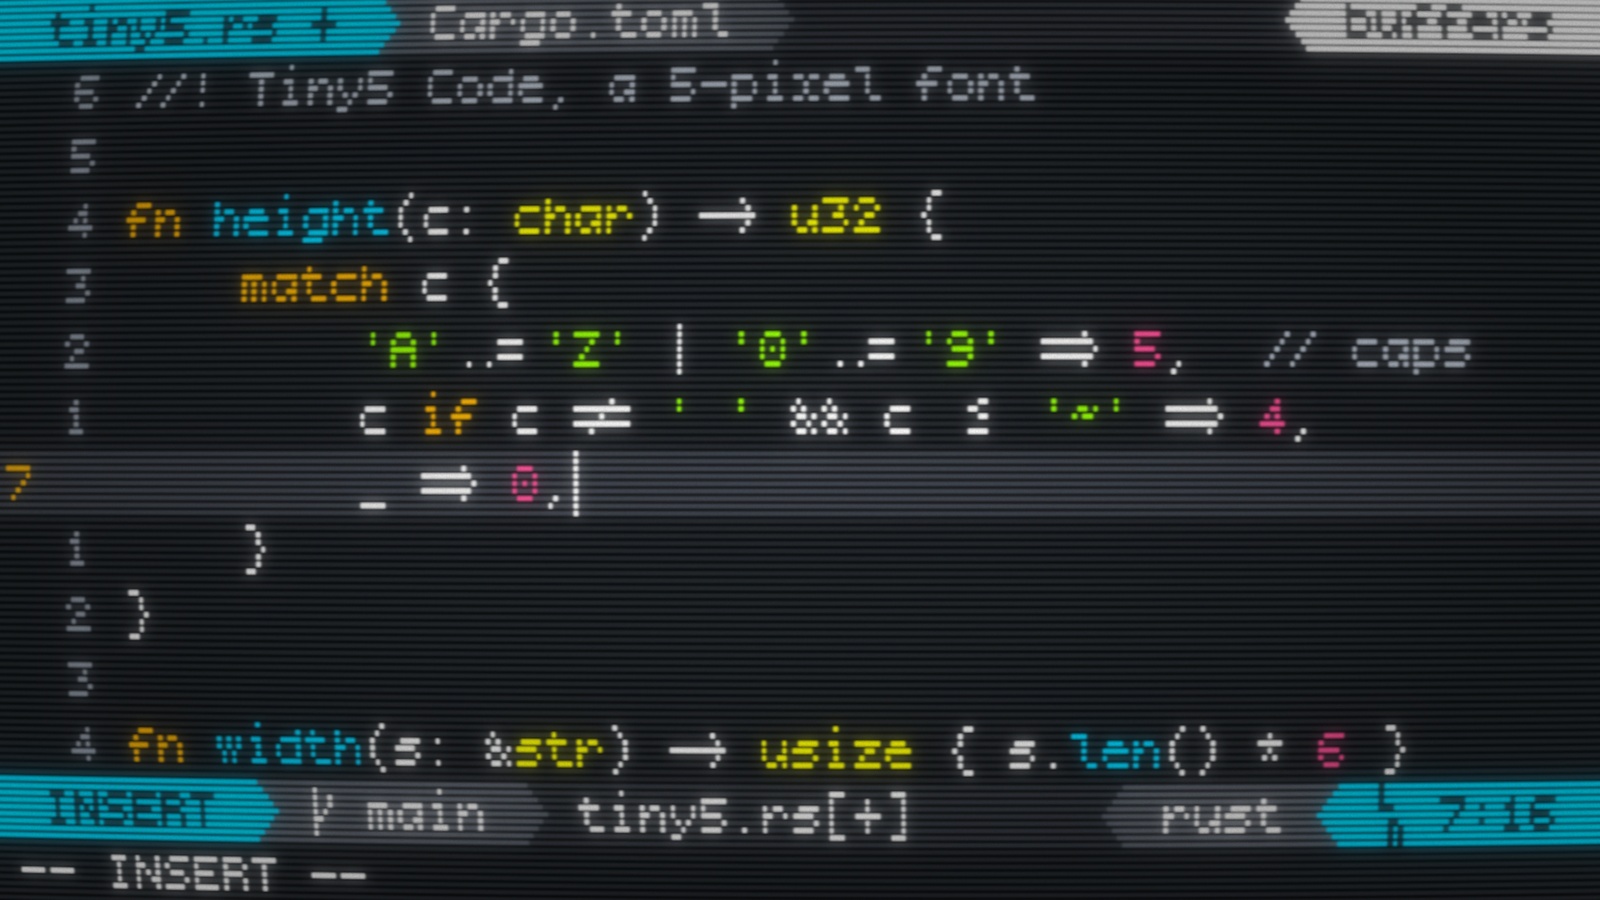 tiny5.rs + Cargo.toml buffers
6 //! Tiny5 Code, a 5-pixel font
5
4 fn height(c: char) → u32 {
3 match c {
2 'A'..='Z' | '0'..='9' ⇒ 5, // caps
1 c if c ≠ ' ' && c ≤ '~' ⇒ 4,
7 _ ⇒ 0,
1 }
2 }
3
4 fn width(s: &str) → usize { s.len() * 6 }
INSERT main tiny5.rs[+] rust LN 7:16
-- INSERT --